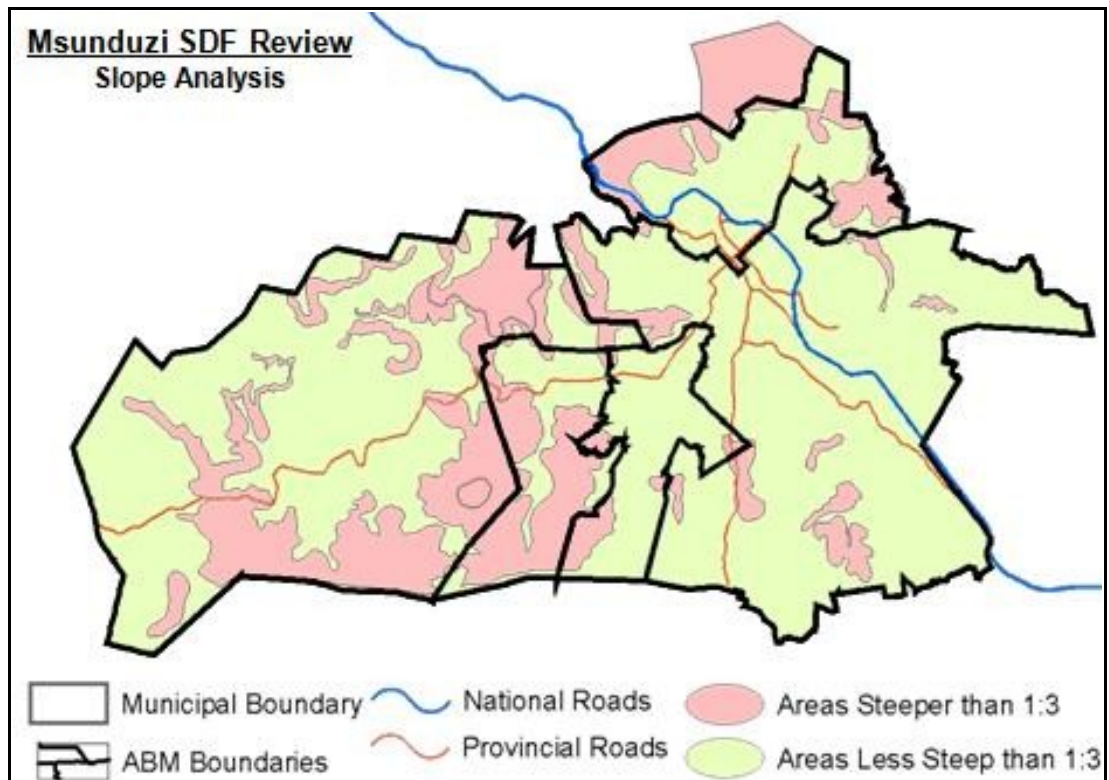 Msunduzi SDF Review
Slope Analysis
Municipal Boundary
National Roads
Areas Steeper than 1:3
ABM Boundaries
Provincial Roads
Areas Less Steep than 1:3